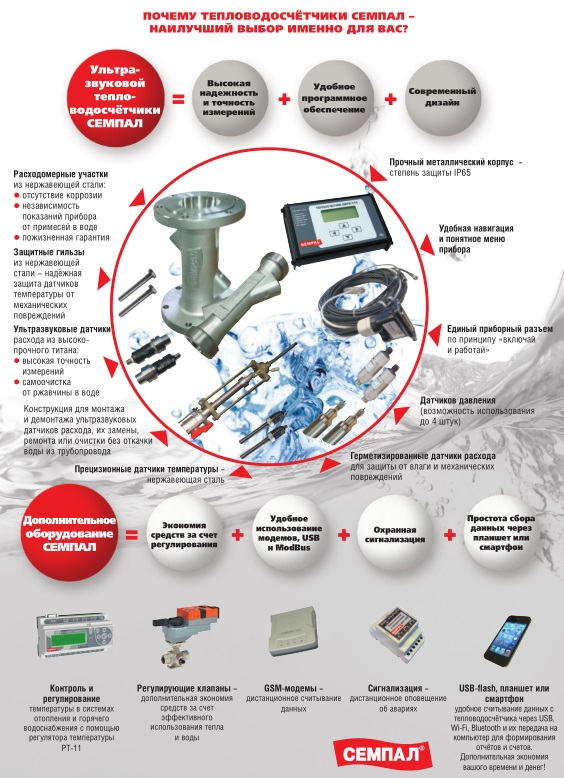 ПОЧЕМУ ТЕПЛОВОДОСЧЁТЧИКИ СЕМПАЛ –
НАИЛУЧШИЙ ВЫБОР ИМЕННО ДЛЯ ВАС?
Ультра-
звуковой
тепло-
водосчётчики
СЕМПАЛ
=
Высокая
надежность
и точность
измерений
+
Удобное
программное
обеспечение
+
Современный
дизайн
Расходомерные участки
из нержавеющей стали:
● отсутствие коррозии
● независимость
показаний прибора
от примесей в воде
● пожизненная гарантия
Защитные гильзы
из нержавеющей
стали – надёжная
защита датчиков
температуры от
механических
повреждений
Ультразвуковые датчики
расхода из высоко-
прочного титана:
● высокая точность
измерений
● самоочистка
от ржавчины в воде
Конструкция для монтажа
и демонтажа ультразвуковых
датчиков расхода, их замены,
ремонта или очистки без откачки
воды из трубопровода
Прецизионные датчики температуры –
нержавеющая сталь
Прочный металлический корпус –
степень защиты IP65
Удобная навигация
и понятное меню
прибора
Единый приборный разъем
по принципу «включай
и работай»
Датчиков давления
(возможность использования
до 4 штук)
Герметизированные датчики расхода
для защиты от влаги и механических
повреждений
СЕМПАЛ
Дополнительное
оборудование
СЕМПАЛ
=
Экономия
средств за счет
регулирования
+
Удобное
использование
модемов, USB
и ModBus
+
Охранная
сигнализация
+
Простота сбора
данных через
планшет или
смартфон
Контроль и
регулирование
температуры в системах
отопления и горячего
водоснабжения с помощью
регулятора температуры
РТ-11
Регулирующие клапаны –
дополнительная экономия
средств за счет
эффективного
использования тепла
и воды
GSM-модемы –
дистанционное считывание
данных
Сигнализация –
дистанционное оповещение
об авариях
USB-flash, планшет или
смартфон
удобное считывание данных с
тепловодосчётчика через USB,
Wi-Fi, Bluetooth и их передача на
компьютер для формирования
отчётов и счетов.
Дополнительная экономия
вашего времени и денег!
СЕМПАЛ®